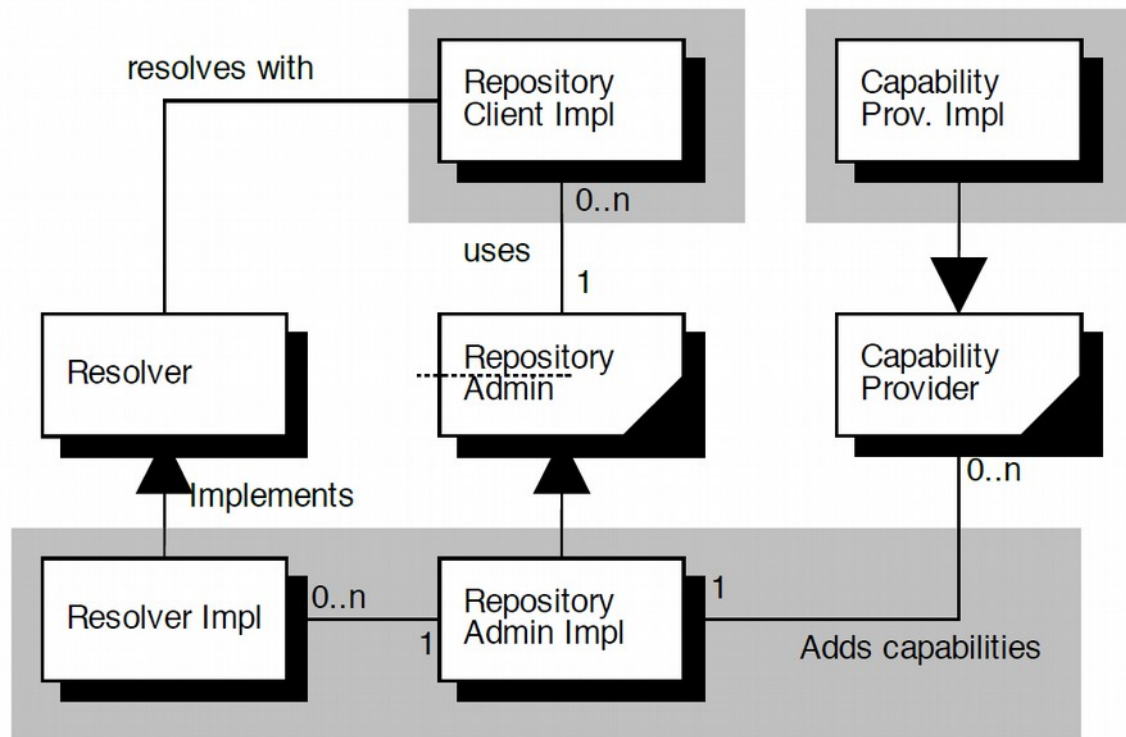 resolves with
Repository
Client Impl
Capability
Prov. Impl
0..n
uses
1
Resolver
Repository
Admin
Capability
Provider
0..n
Implements
Resolver Impl
0..n
1
Repository
Admin Impl
1
Adds capabilities